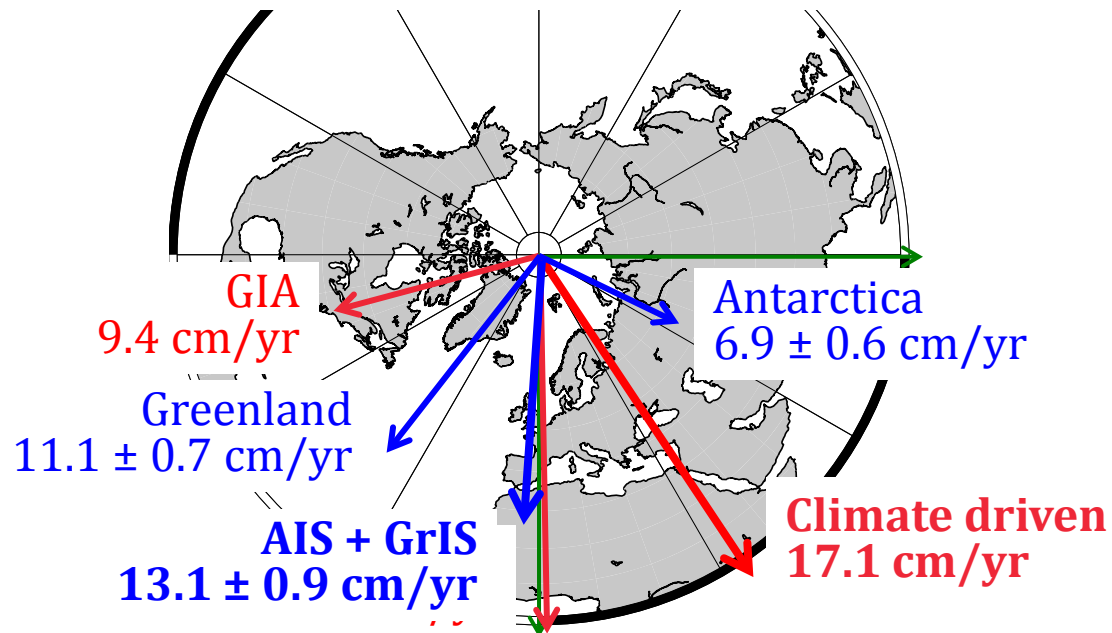 GIA
9.4 cm/yr
Antarctica
6.9 ± 0.6 cm/yr
Greenland
11.1 ± 0.7 cm/yr
AIS + GrIS
13.1 ± 0.9 cm/yr
Climate driven
17.1 cm/yr